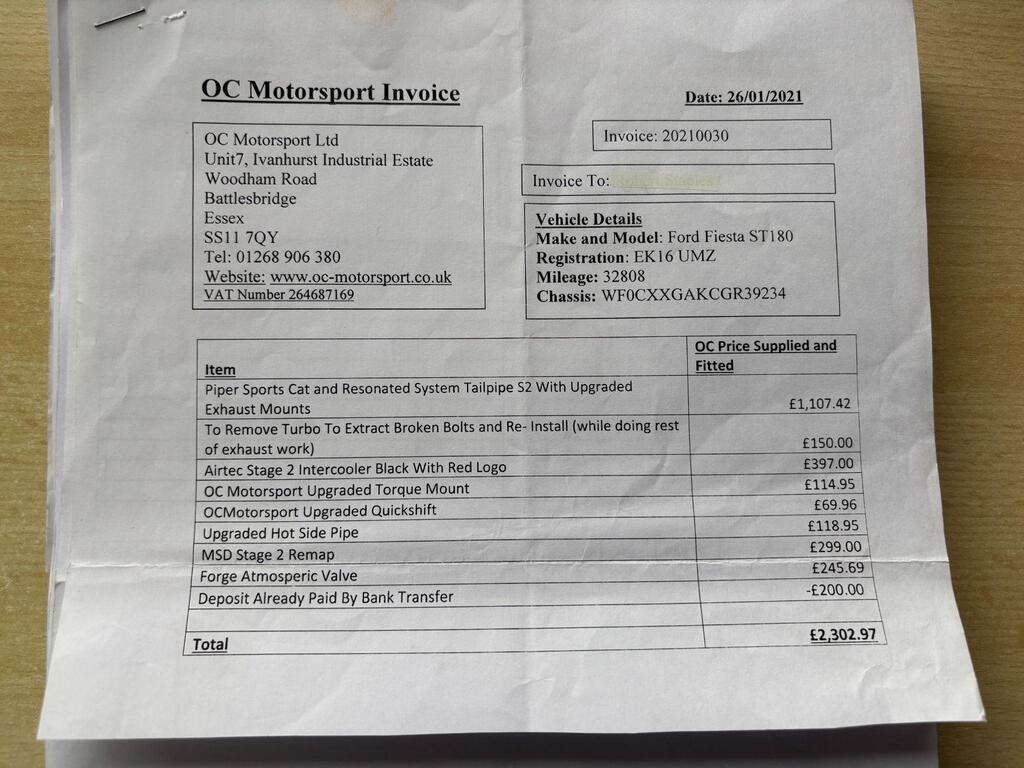 OC Motorsport Invoice
Date: 26/01/2021
OC Motorsport Ltd
Unit7, Ivanhurst Industrial Estate
Woodham Road
Battlesbridge
Essex
SS11 7QY
Tel: 01268 906 380
Website: www.oc-motorsport.co.uk
VAT Number 264687169
Invoice: 20210030
Invoice To:
Vehicle Details
Make and Model: Ford Fiesta ST180
Registration: EK16 UMZ
Mileage: 32808
Chassis: WF0CXXGAKCGR39234
Item
OC Price Supplied and
Fitted
Piper Sports Cat and Resonated System Tailpipe S2 With Upgraded
Exhaust Mounts £1,107.42
To Remove Turbo To Extract Broken Bolts and Re- Install (while doing rest
of exhaust work) £150.00
Airtec Stage 2 Intercooler Black With Red Logo £397.00
OC Motorsport Upgraded Torque Mount £114.95
OCMotorsport Upgraded Quickshift £69.96
Upgraded Hot Side Pipe £118.95
MSD Stage 2 Remap £299.00
Forge Atmosperic Valve £245.69
Deposit Already Paid By Bank Transfer -£200.00
Total £2,302.97